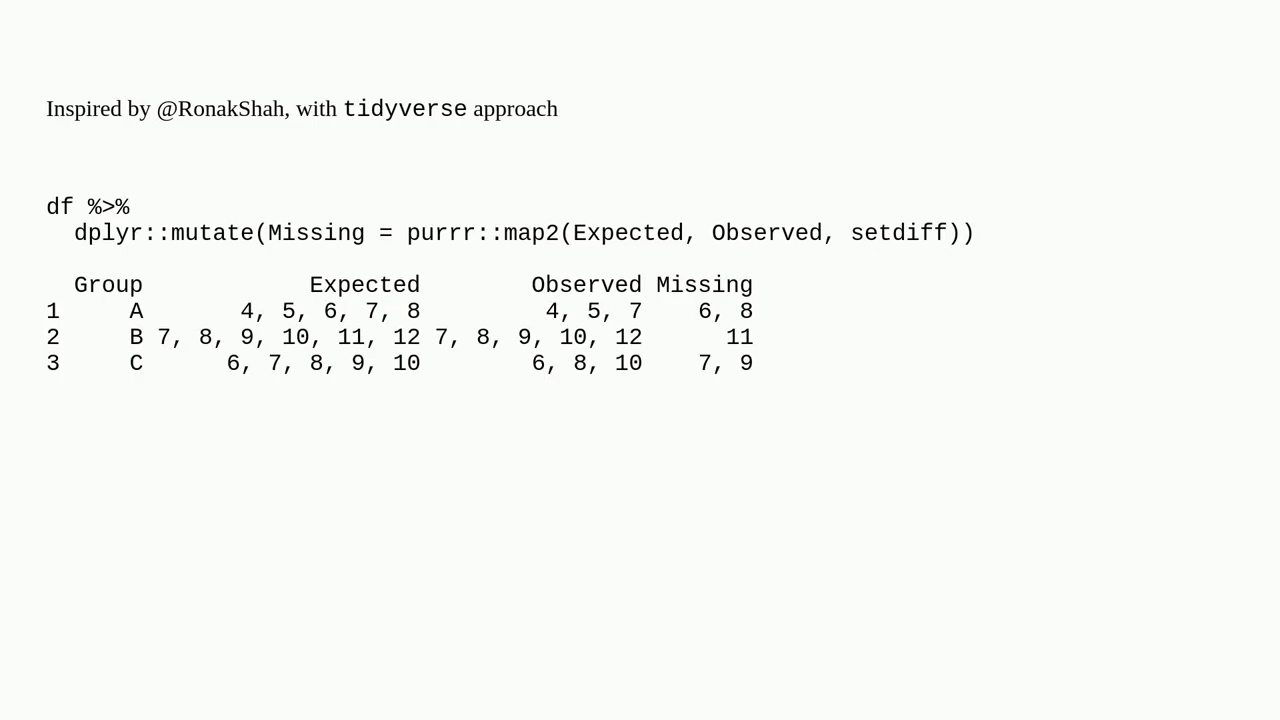 Inspired by @RonakShah, with tidyverse approach
df %>%
  dplyr::mutate(Missing = purrr::map2(Expected, Observed, setdiff))
  Group            Expected        Observed Missing
1     A       4, 5, 6, 7, 8         4, 5, 7    6, 8
2     B 7, 8, 9, 10, 11, 12 7, 8, 9, 10, 12      11
3     C      6, 7, 8, 9, 10        6, 8, 10    7, 9